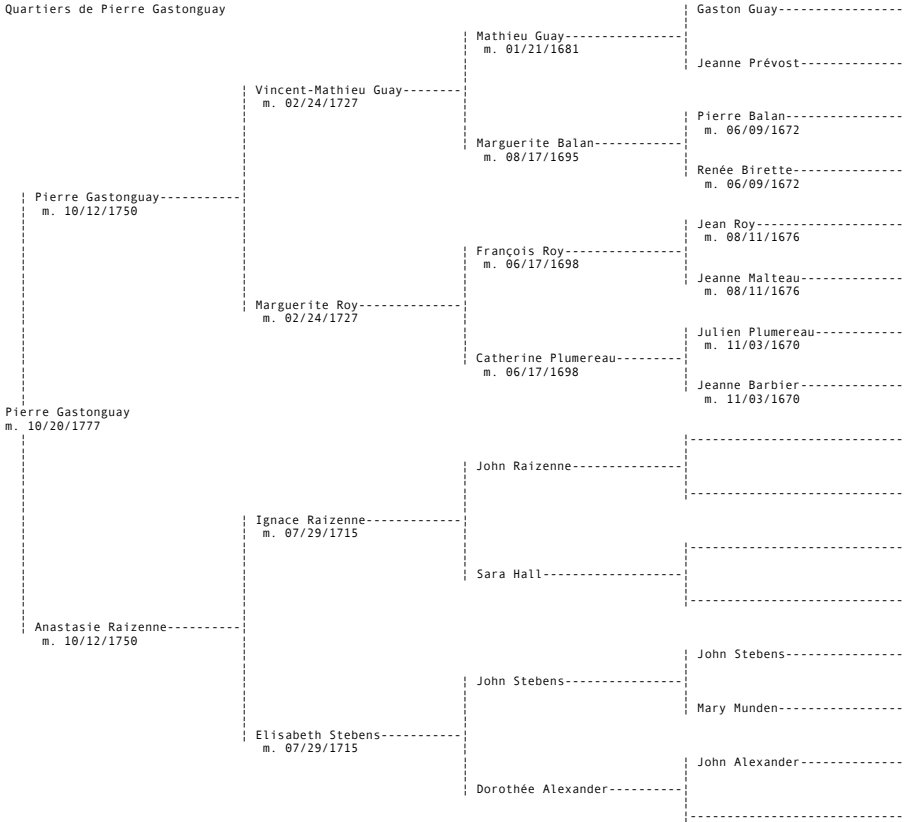 Quartiers de Pierre Gastonguay
Gaston Guay
Mathieu Guay
m. 01/21/1681
Jeanne Prévost
Vincent-Mathieu Guay
m. 02/24/1727
Pierre Balan
m. 06/09/1672
Marguerite Balan
m. 08/17/1695
Renée Birette
m. 06/09/1672
Pierre Gastonguay
m. 10/12/1750
Jean Roy
m. 08/11/1676
François Roy
m. 06/17/1698
Jeanne Malteau
m. 08/11/1676
Marguerite Roy
m. 02/24/1727
Julien Plumereau
m. 11/03/1670
Catherine Plumereau
m. 06/17/1698
Jeanne Barbier
m. 11/03/1670
Pierre Gastonguay
m. 10/20/1777
John Raizenne
Ignace Raizenne
m. 07/29/1715
Sara Hall
Anastasie Raizenne
m. 10/12/1750
John Stebens
John Stebens
Mary Munden
Elisabeth Stebens
m. 07/29/1715
John Alexander
Dorothée Alexander